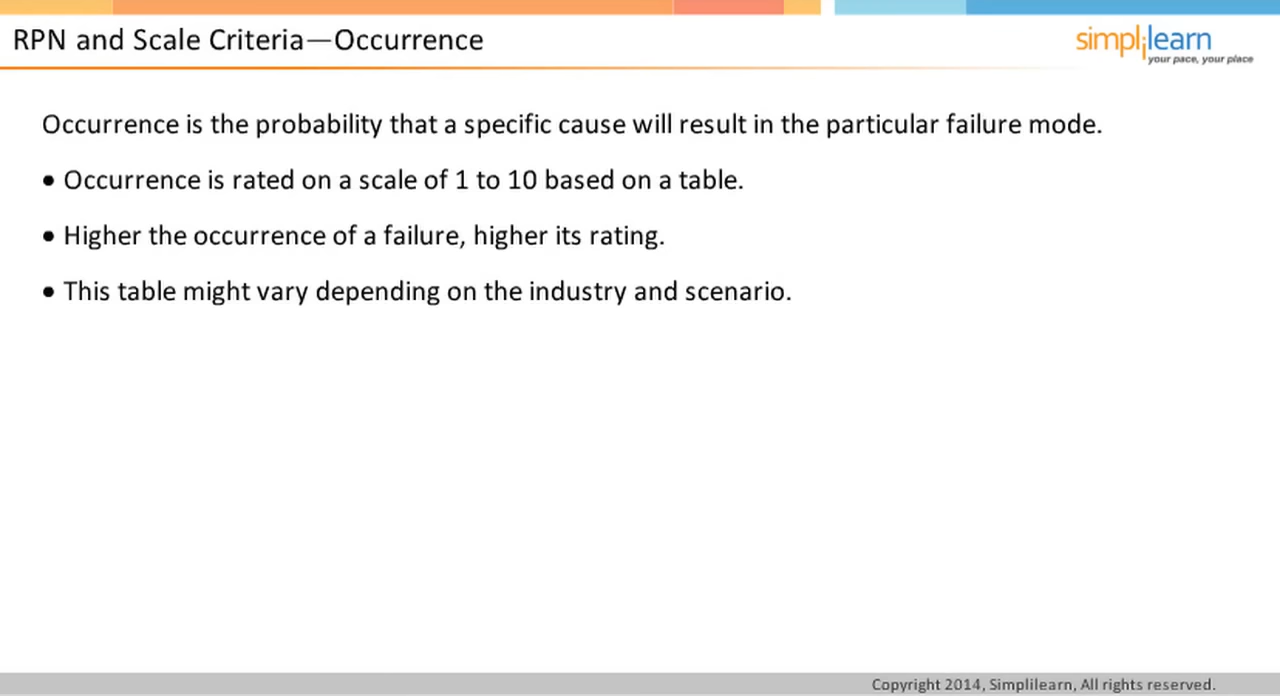 RPN and Scale Criteria—Occurrence
simplilearn
your pace, your place
Occurrence is the probability that a specific cause will result in the particular failure mode.
• Occurrence is rated on a scale of 1 to 10 based on a table.
• Higher the occurrence of a failure, higher its rating.
• This table might vary depending on the industry and scenario.
Copyright 2014, Simplilearn, All rights reserved.